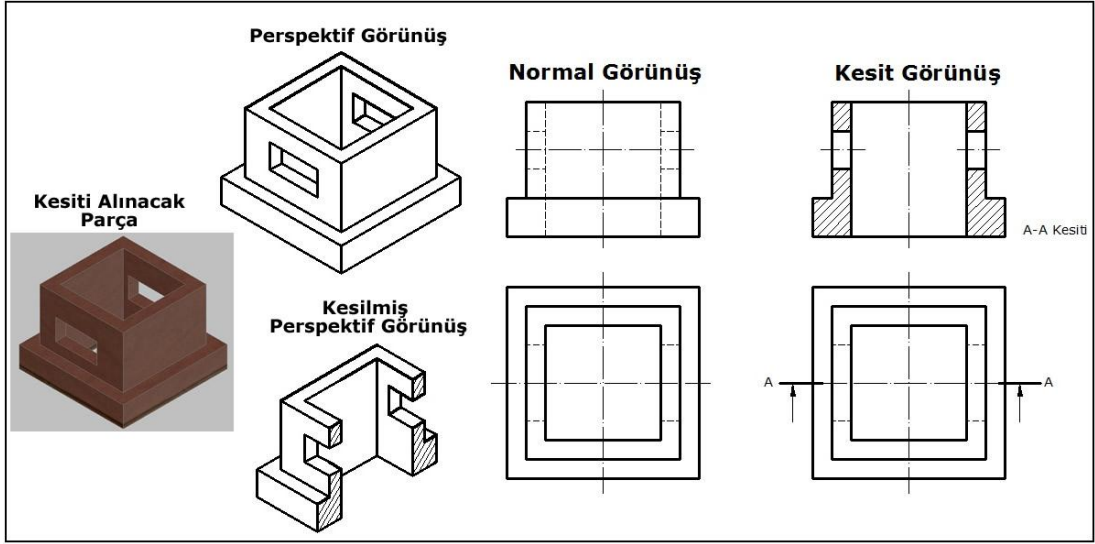 Perspektif Görünüş
Normal Görünüş
Kesit Görünüş
Kesiti Alınacak
Parça
A-A Kesiti
Kesilmiş
Perspektif Görünüş
A
A